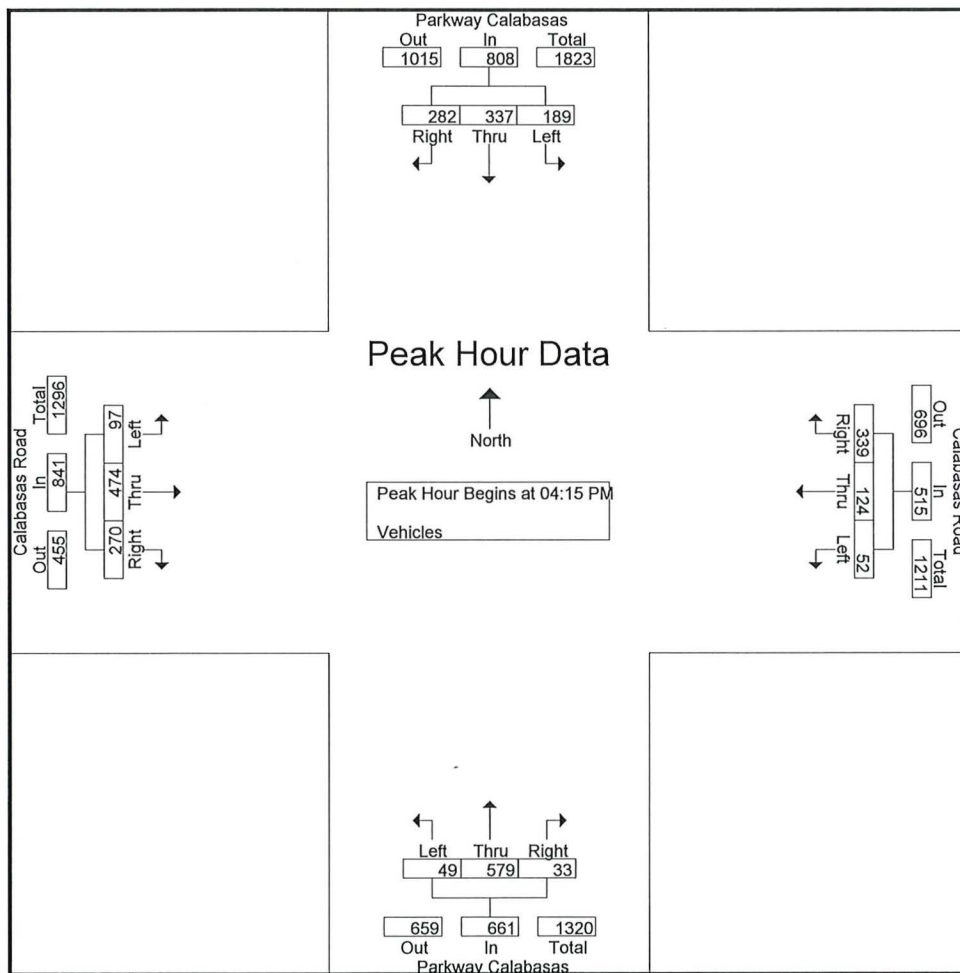 Parkway Calabasas
Out In Total
1015 808 1823
282 337 189
Right Thru Left
Peak Hour Data
North
Peak Hour Begins at 04:15 PM
Vehicles
Calabasas Road
Out In Total
455 841 1296
97 474 270
Left Thru Right
Calabasas Road
Out In Total
696 515 1211
339 124 52
Right Thru Left
Left Thru Right
49 579 33
659 661 1320
Out In Total
Parkway Calabasas